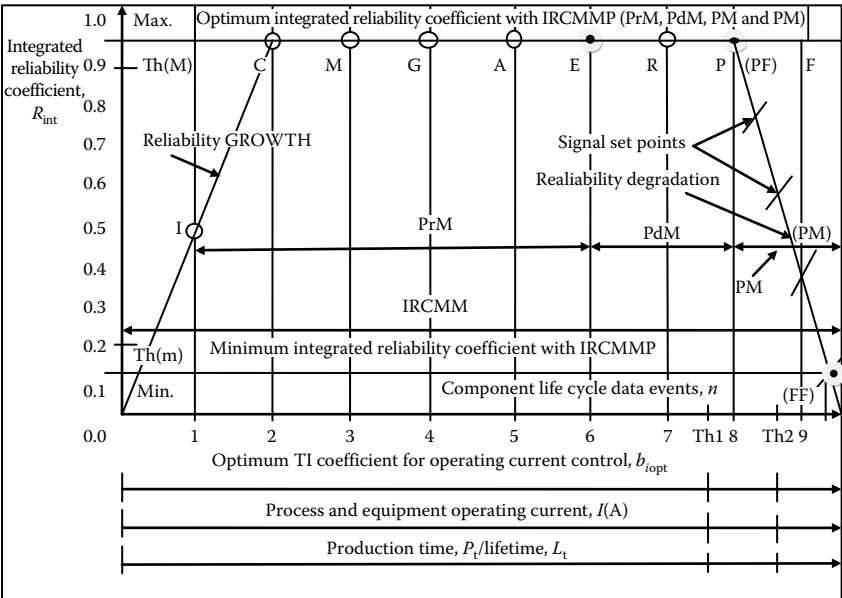 1.0 Max. Optimum integrated reliability coefficient with IRCMMP (PrM, PdM, PM and PM)
Integrated
reliability
coefficient,
Rint
0.9 Th(M) C M G A E R P (PF) F
0.8
Reliability GROWTH Signal set points
0.7
0.6 Realiability degradation
0.5 I PrM PdM (PM)
0.4 PM
0.3 IRCMM
0.2 Th(m) Minimum integrated reliability coefficient with IRCMMP
0.1 Min. Component life cycle data events, n (FF)
0.0 1 2 3 4 5 6 7 Th1 8 Th2 9
Optimum TI coefficient for operating current control, biopt
Process and equipment operating current, I(A)
Production time, Pt/lifetime, Lt